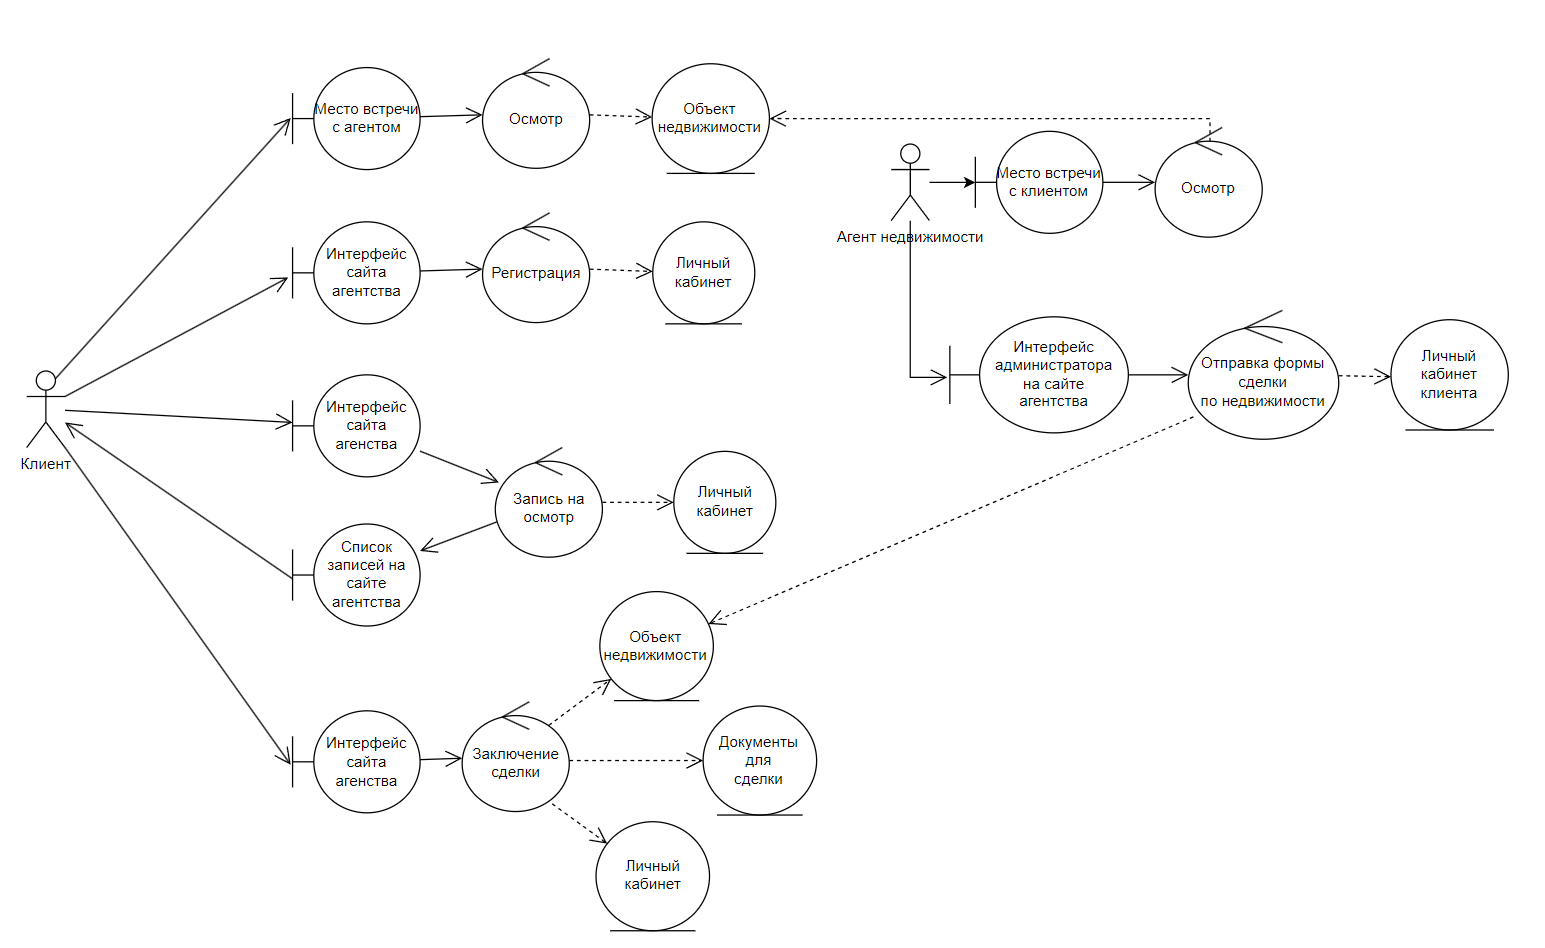 Место встречи
с агентом
Осмотр
Объект
недвижимости
Место встречи
с клиентом
Осмотр
Агент недвижимости
Интерфейс
сайта
агентства
Регистрация
Личный
кабинет
Интерфейс
администратора
на сайте
агентства
Отправка формы
сделки
по недвижимости
Личный
кабинет
клиента
Клиент
Интерфейс
сайта
агенства
Запись на
осмотр
Личный
кабинет
Список
записей на
сайте
агентства
Объект
недвижимости
Интерфейс
сайта
агенства
Заключение
сделки
Документы
для
сделки
Личный
кабинет